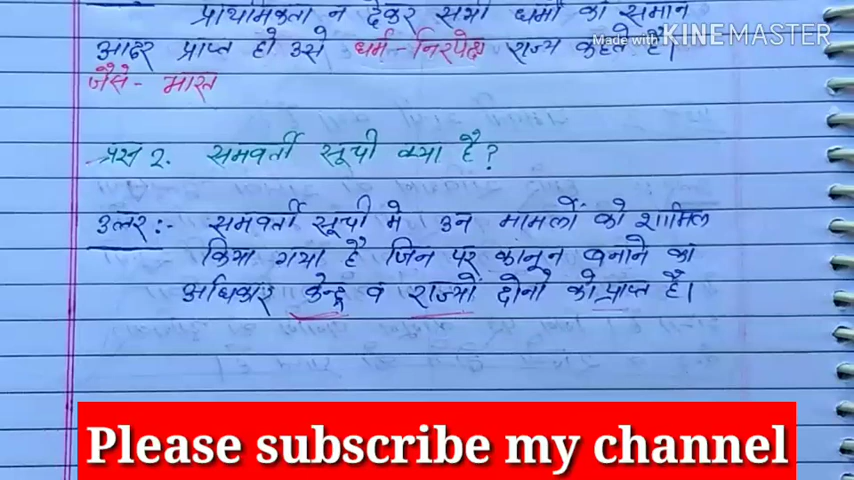 प्राथमिकता न देकर सभी धर्मों को समान
आदर प्राप्त हो उसे धर्म-निरपेक्ष राज्य कहते हैं।
Made with KINEMASTER
जैसे- भारत
प्रश्न 2. समवर्ती सूची क्या है?
उत्तर:- समवर्ती सूची में उन मामलों को शामिल
किया गया है जिन पर कानून बनाने का
अधिकार केन्द्र व राज्यों दोनों को प्राप्त है।
Please subscribe my channel